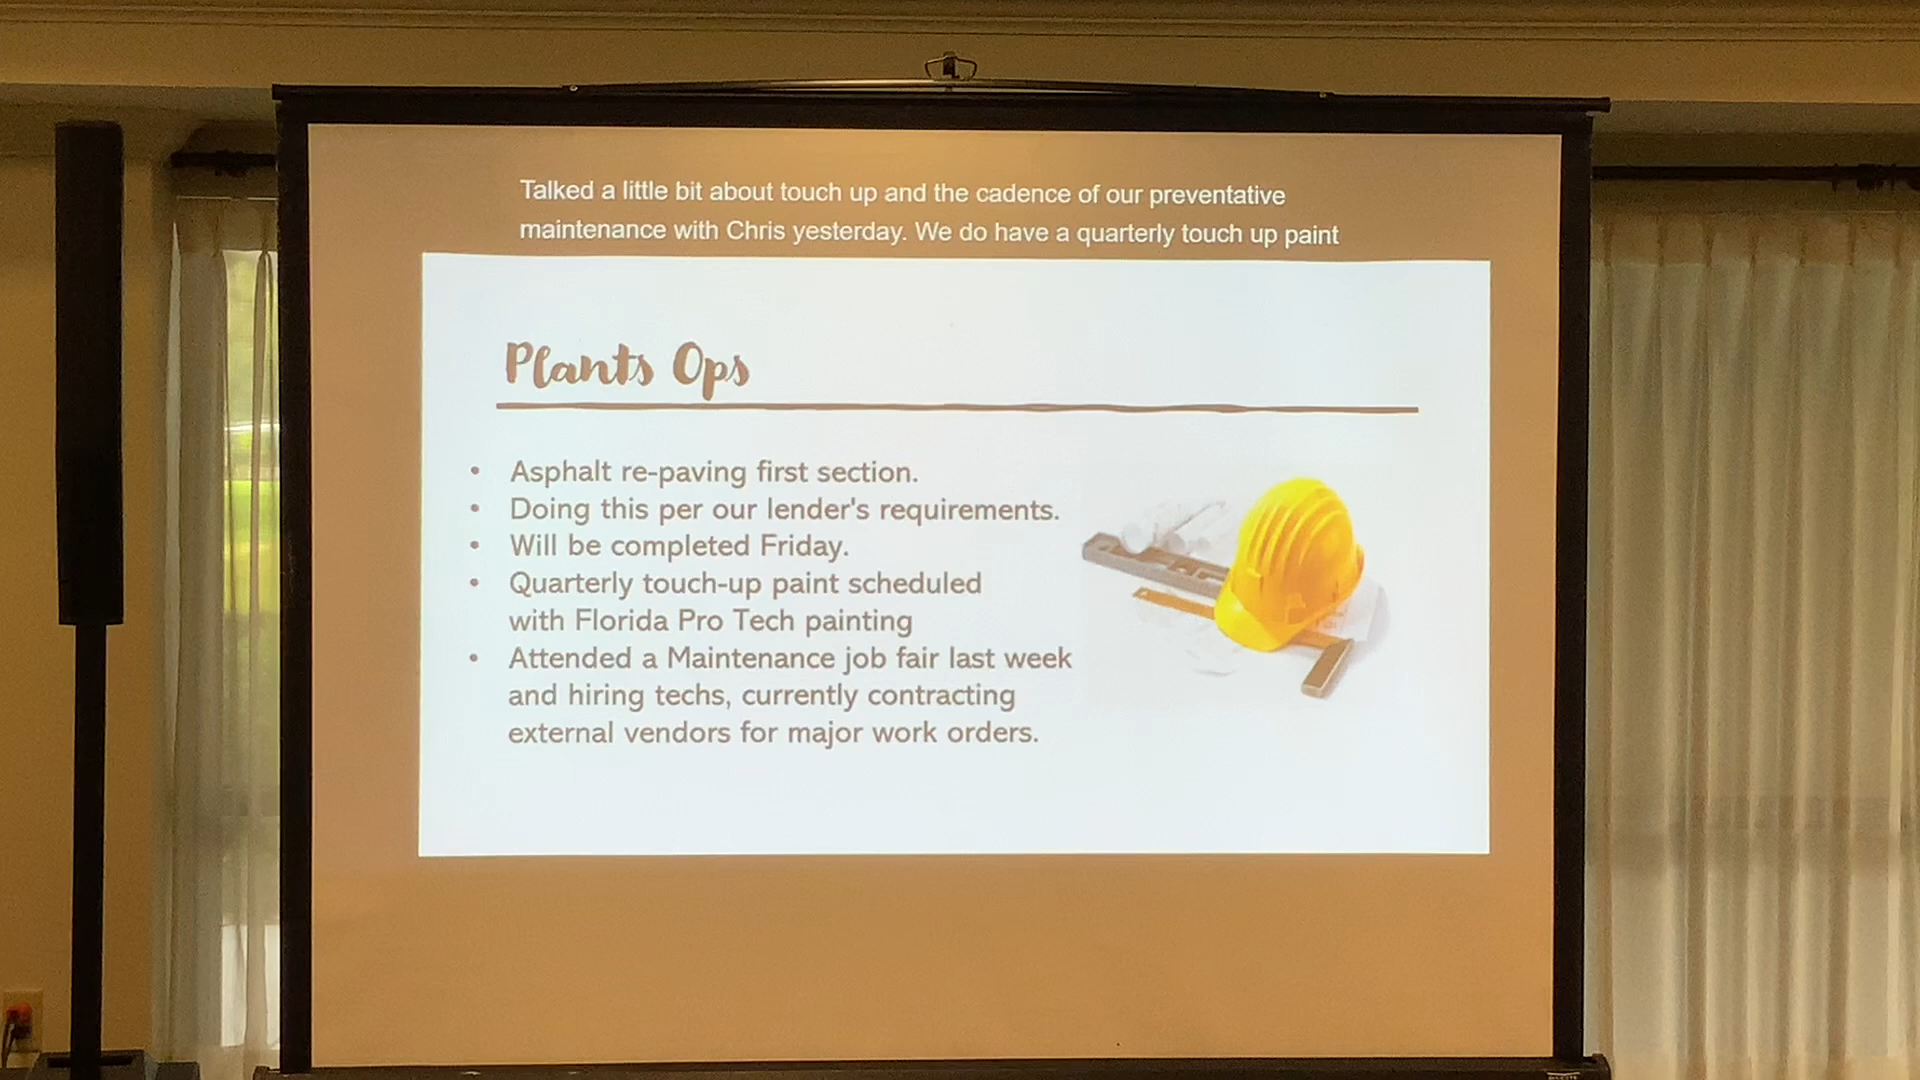 Talked a little bit about touch up and the cadence of our preventative
maintenance with Chris yesterday. We do have a quarterly touch up paint
Plants Ops
• Asphalt re-paving first section.
• Doing this per our lender's requirements.
• Will be completed Friday.
• Quarterly touch-up paint scheduled
with Florida Pro Tech painting
• Attended a Maintenance job fair last week
and hiring techs, currently contracting
external vendors for major work orders.